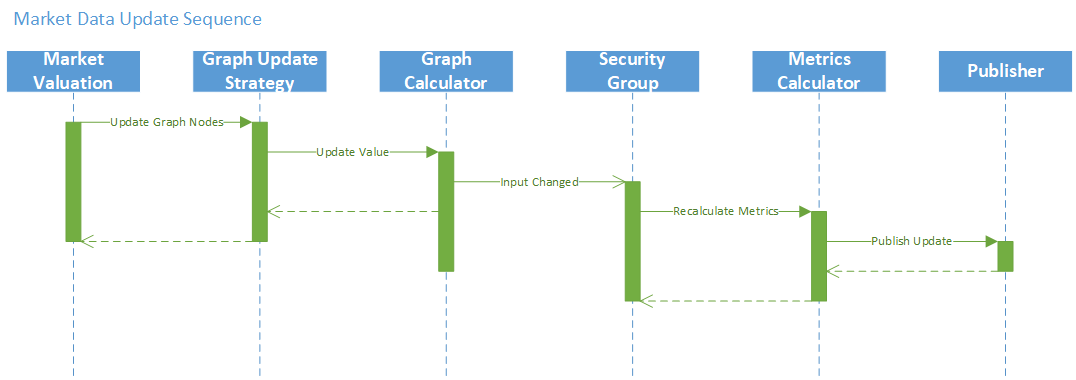 Market Data Update Sequence
Market
Valuation
Graph Update
Strategy
Graph
Calculator
Security
Group
Metrics
Calculator
Publisher
Update Graph Nodes
Update Value
Input Changed
Recalculate Metrics
Publish Update